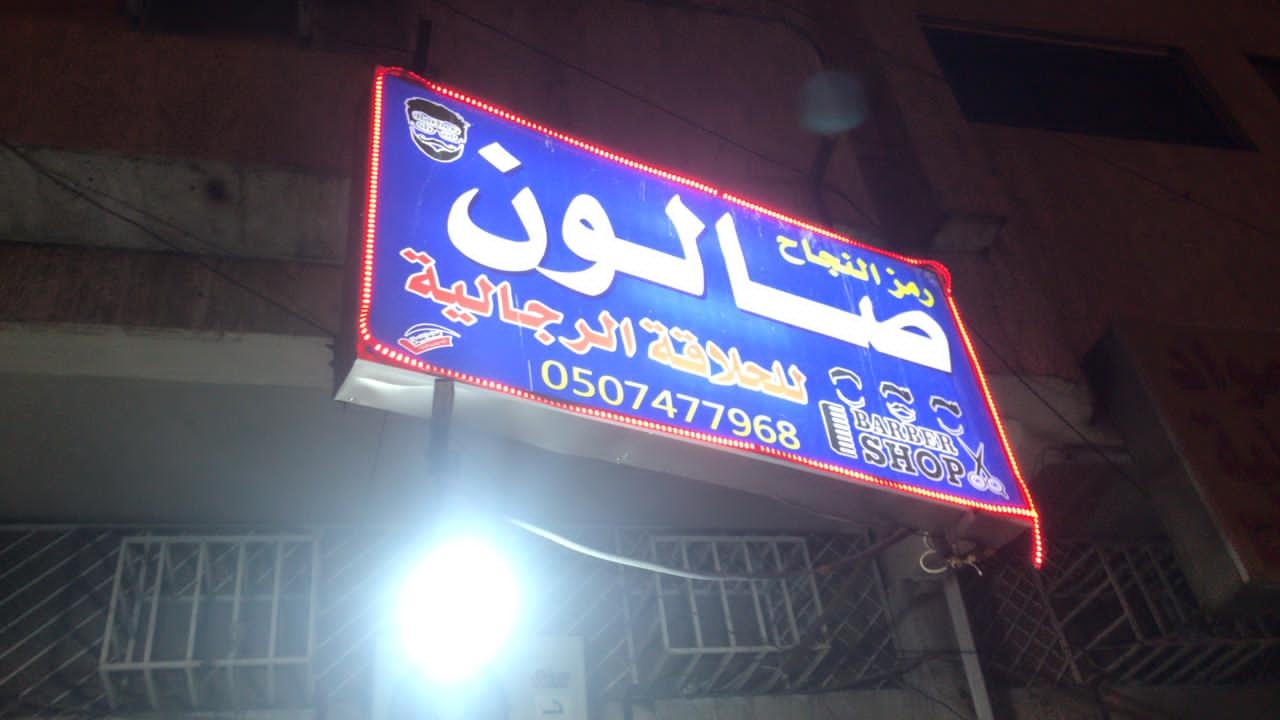 رمز النجاح
صالون
للحلاقة الرجالية
0507477968
BARBER
SHOP